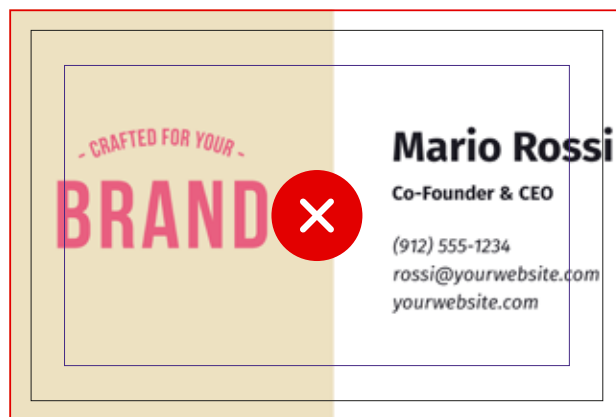 - CRAFTED FOR YOUR -
BRAND
Mario Rossi
Co-Founder & CEO
(912) 555-1234
rossi@yourwebsite.com
yourwebsite.com